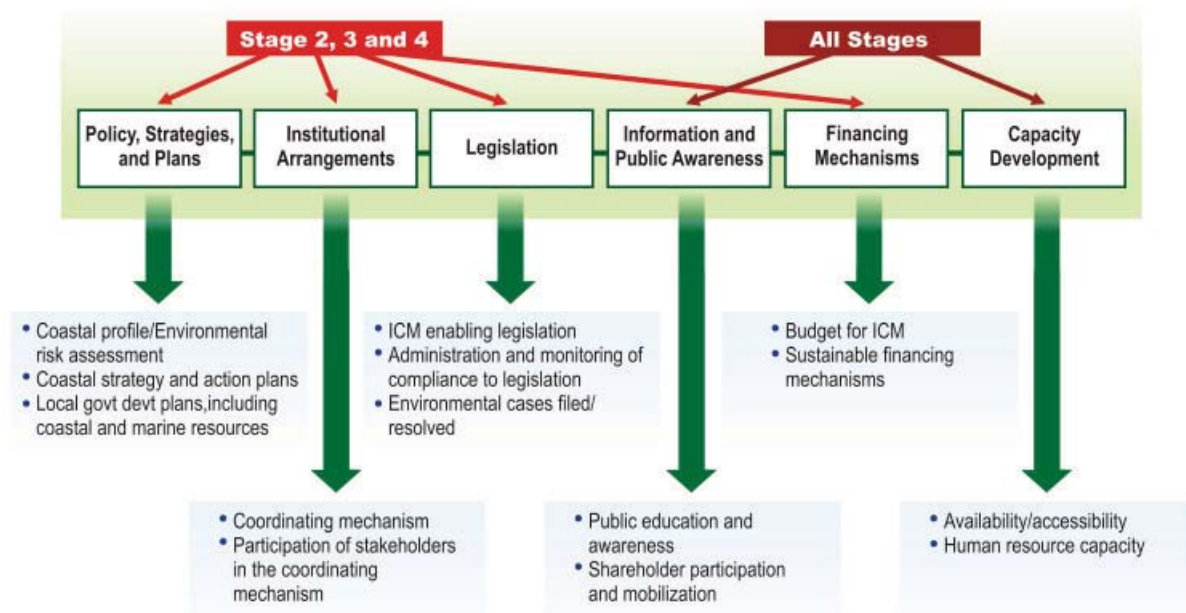 Stage 2, 3 and 4
All Stages
Policy, Strategies,
and Plans
Institutional
Arrangements
Legislation
Information and
Public Awareness
Financing
Mechanisms
Capacity
Development
• Coastal profile/Environmental
risk assessment
• Coastal strategy and action plans
• Local govt devt plans,including
coastal and marine resources
• ICM enabling legislation
• Administration and monitoring of
compliance to legislation
• Environmental cases filed/
resolved
• Budget for ICM
• Sustainable financing
mechanisms
• Coordinating mechanism
• Participation of stakeholders
in the coordinating
mechanism
• Public education and
awareness
• Shareholder participation
and mobilization
• Availability/accessibility
• Human resource capacity